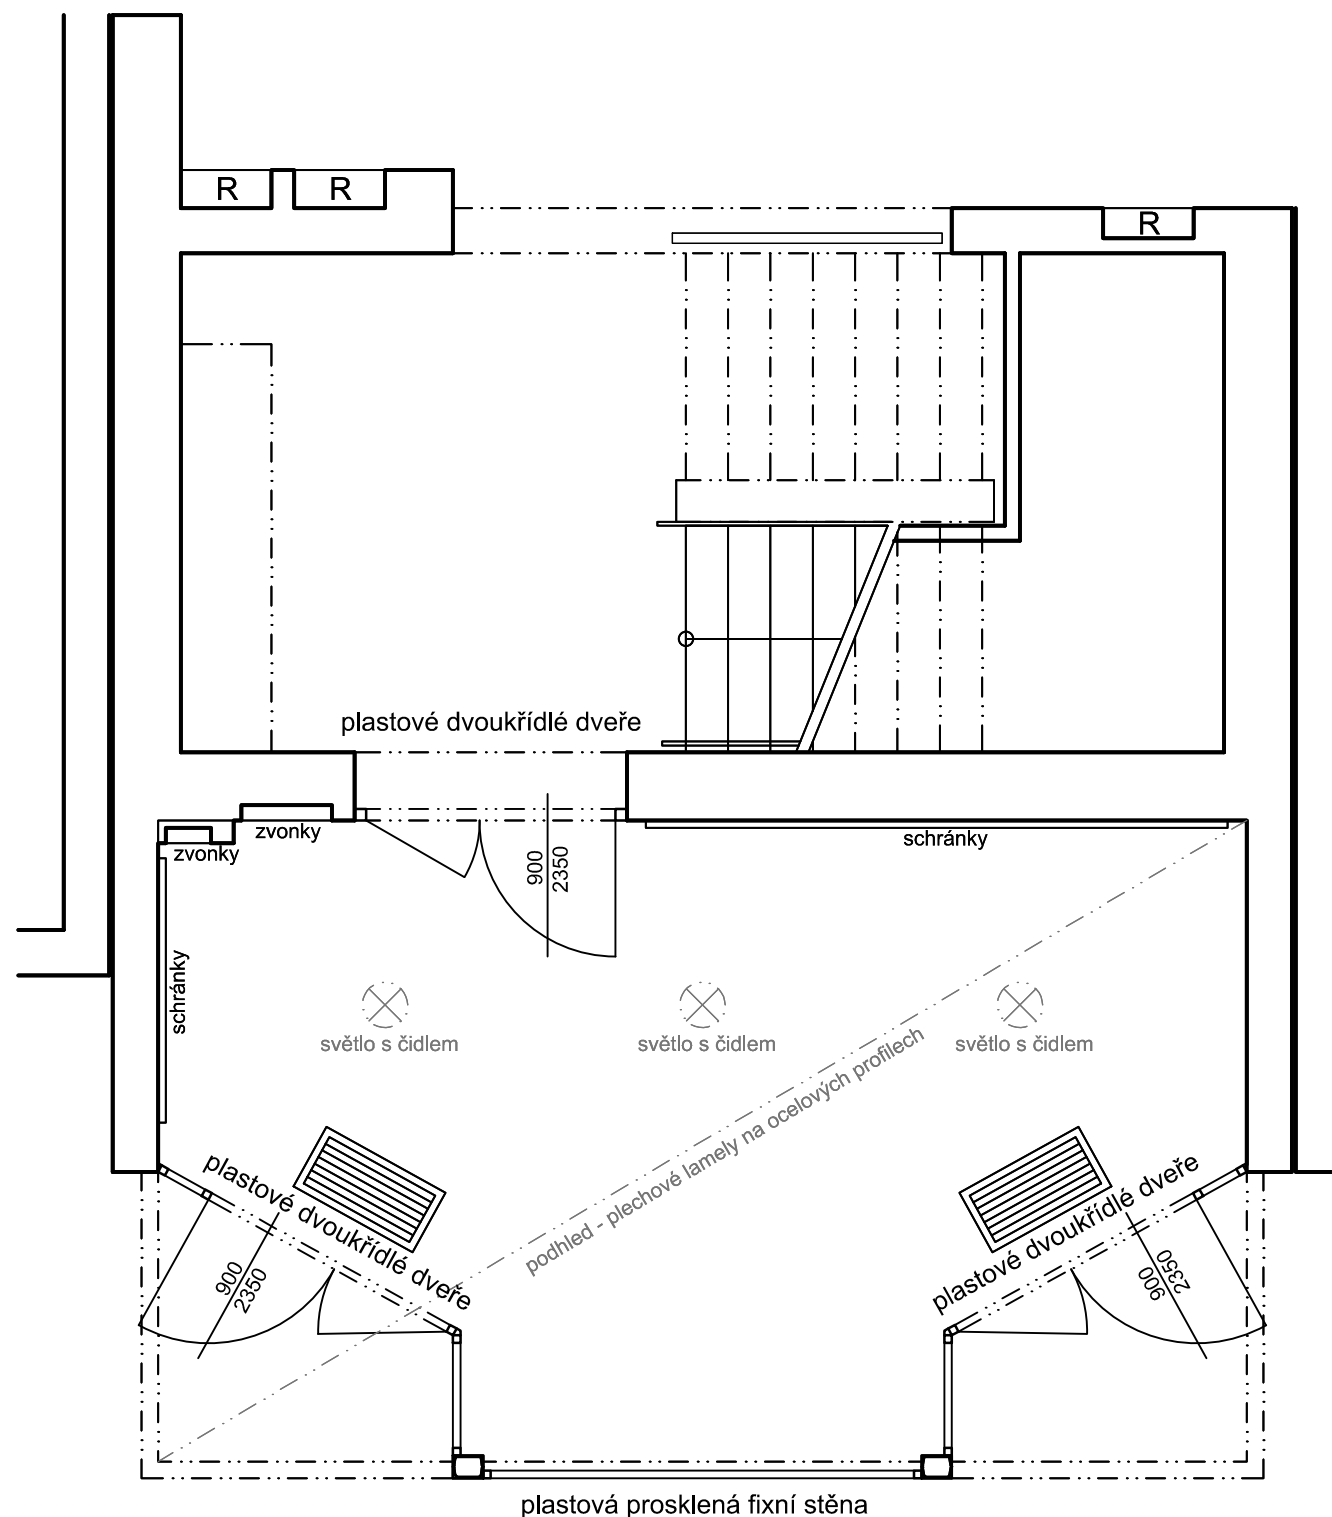 R
R
R
plastové dvoukřídlé dveře
zvonky
zvonky
900
2350
schránky
schránky
světlo s čidlem
světlo s čidlem
světlo s čidlem
podhled - plechové lamely na ocelových profilech
plastové dvoukřídlé dveře
900
2350
plastové dvoukřídlé dveře
900
2350
plastová prosklená fixní stěna